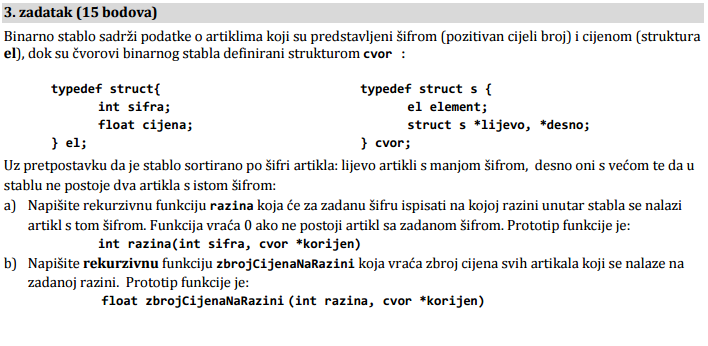 3. zadatak (15 bodova)
Binarno stablo sadrži podatke o artiklima koji su predstavljeni šifrom (pozitivan cijeli broj) i cijenom (struktura
el), dok su čvorovi binarnog stabla definirani strukturom cvor :
typedef struct{
int sifra;
float cijena;
} el;
typedef struct s {
el element;
struct s *lijevo, *desno;
} cvor;
Uz pretpostavku da je stablo sortirano po šifri artikla: lijevo artikli s manjom šifrom, desno oni s većom te da u
stablu ne postoje dva artikla s istom šifrom:
a) Napišite rekurzivnu funkciju razina koja će za zadanu šifru ispisati na kojoj razini unutar stabla se nalazi
artikl s tom šifrom. Funkcija vraća 0 ako ne postoji artikl sa zadanom šifrom. Prototip funkcije je:
int razina(int sifra, cvor *korijen)
b) Napišite rekurzivnu funkciju zbrojCijenaNaRazini koja vraća zbroj cijena svih artikala koji se nalaze na
zadanoj razini. Prototip funkcije je:
float zbrojCijenaNaRazini (int razina, cvor *korijen)